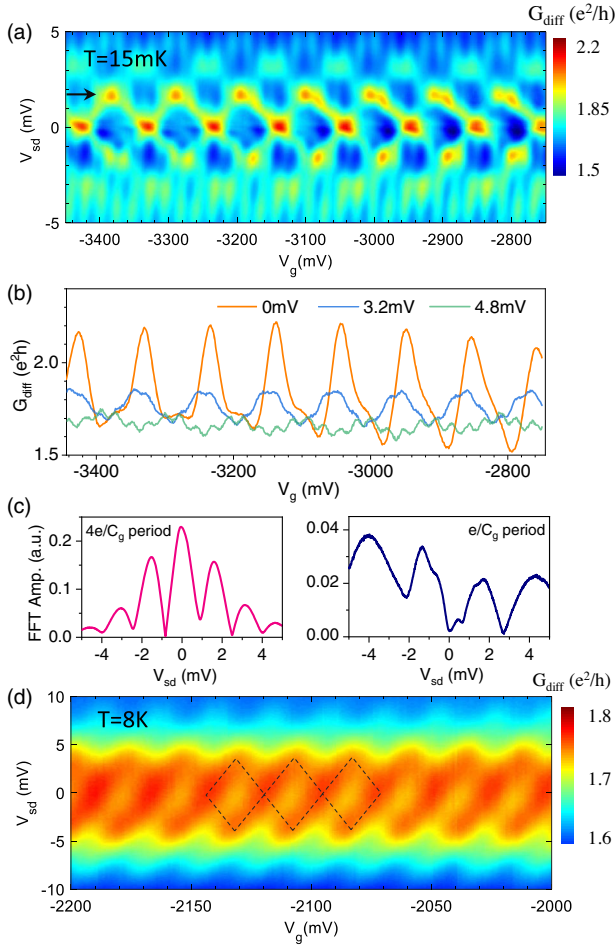 G_diff (e²/h)
(a)
T=15mK
2.2
1.85
1.5
5
0
-5
V_sd (mV)
-3400 -3300 -3200 -3100 -3000 -2900 -2800
V_g(mV)
(b)
0mV 3.2mV 4.8mV
G_diff (e²h)
2.0
1.5
-3400 -3200 -3000 -2800
V_g (mV)
(c)
4e/C_g period
FFT Amp. (a.u.)
0.2
0.1
0.0
-4 -2 0 2 4
V_sd (mV)
e/C_g period
0.04
0.02
0.00
-4 -2 0 2 4
V_sd (mV)
G_diff (e²/h)
(d)
T=8K
1.8
1.7
1.6
10
5
0
-5
-10
V_sd (mV)
-2200 -2150 -2100 -2050 -2000
V_g(mV)